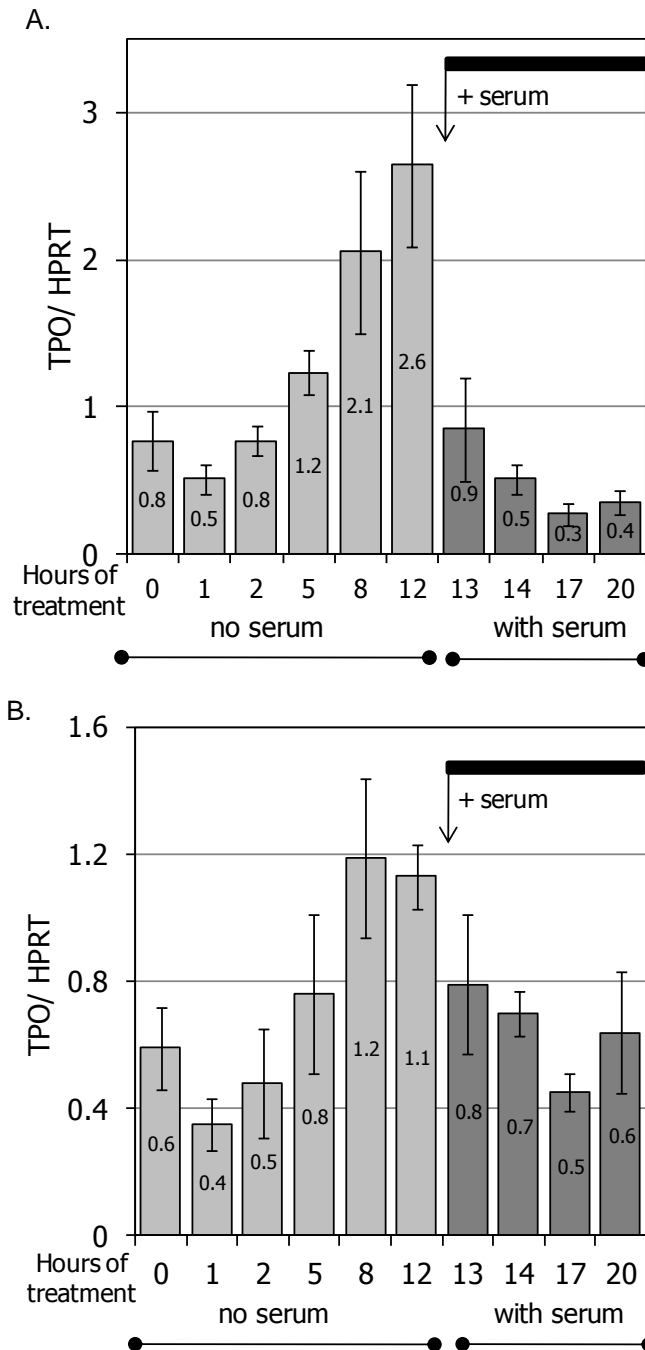 A.
3
+ serum
2
TPO/ HPRT
1
0
0.8
0.5
0.8
1.2
2.1
2.6
0.9
0.5
0.3
0.4
Hours of treatment
0 1 2 5 8 12 13 14 17 20
no serum with serum
B.
1.6
+ serum
1.2
TPO/ HPRT
0.8
0.4
0
0.6
0.4
0.5
0.8
1.2
1.1
0.8
0.7
0.5
0.6
Hours of treatment
0 1 2 5 8 12 13 14 17 20
no serum with serum